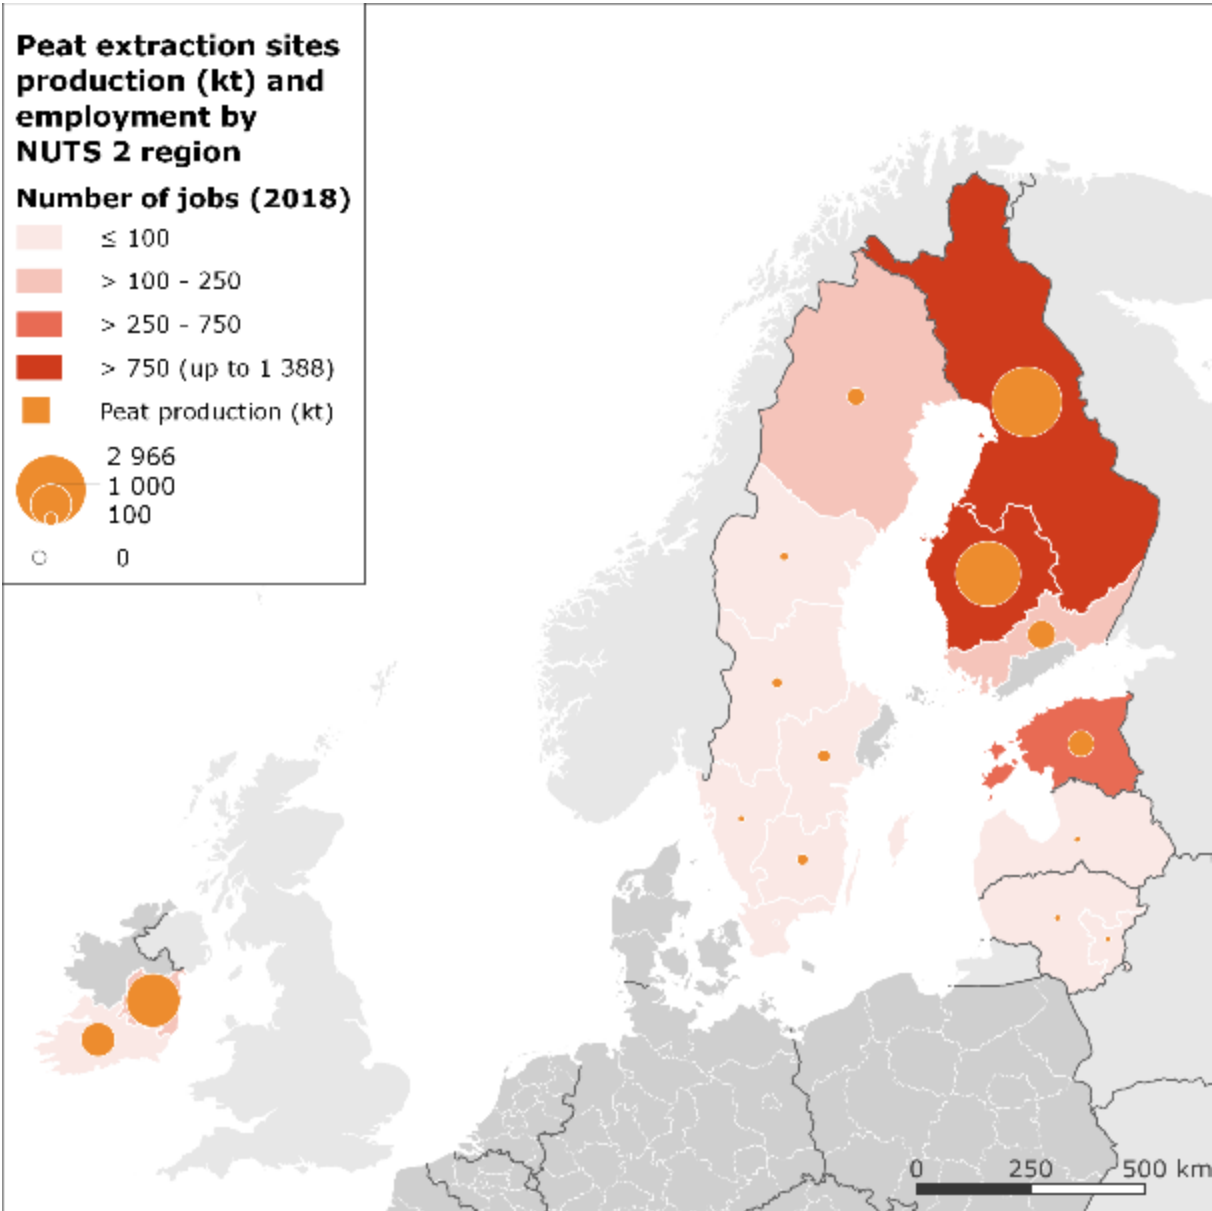 Peat extraction sites
production (kt) and
employment by
NUTS 2 region
Number of jobs (2018)
≤ 100
> 100 - 250
> 250 - 750
> 750 (up to 1 388)
Peat production (kt)
2 966
1 000
100
0
0 250 500 km